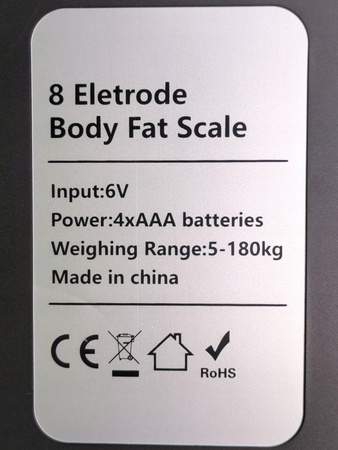 8 Eletrode
Body Fat Scale
Input:6V
Power:4xAAA batteries
Weighing Range:5-180kg
Made in china
CE
RoHS